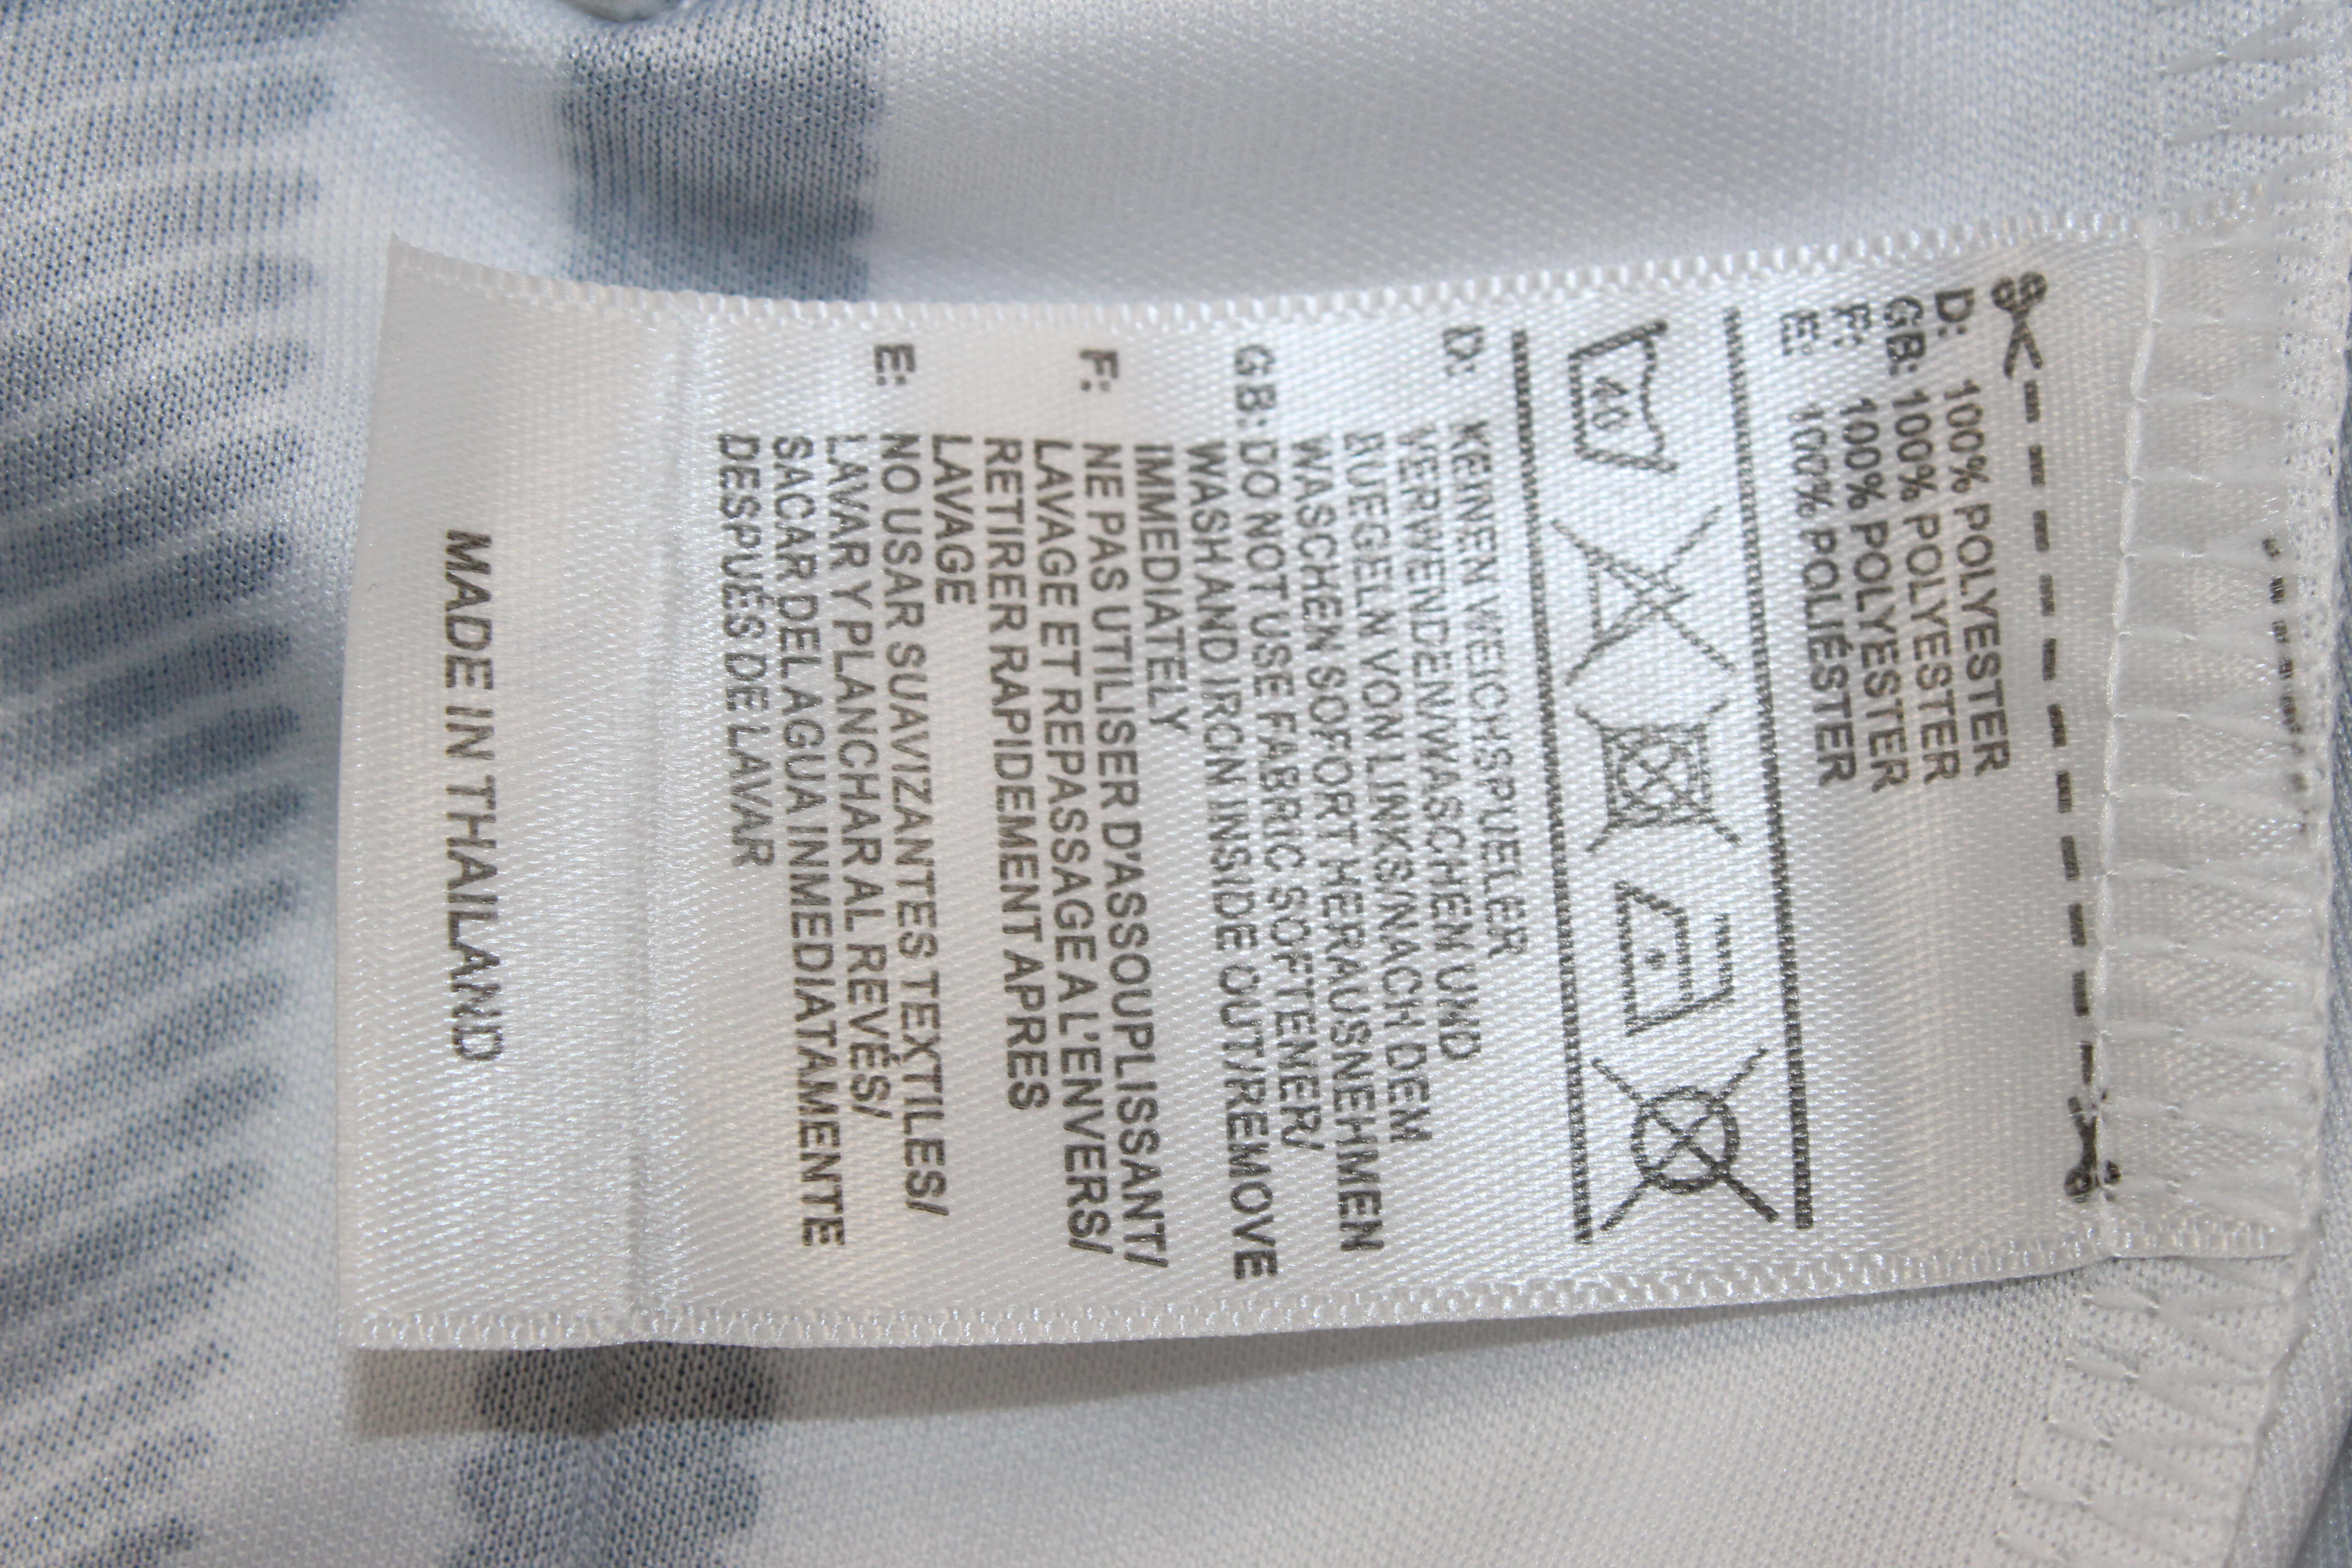 D: 100% POLYESTER
GB: 100% POLYESTER
F: 100% POLYESTER
E: 100% POLIÉSTER
40
D: KEINEN WEICHSPUELER
VERWENDEN/WASCHEN UND
BUEGELN VON LINKS/NACH DEM
WASCHEN SOFORT HERAUSNEHMEN
GB: DO NOT USE FABRIC SOFTENER/
WASH AND IRON INSIDE OUT/REMOVE
IMMEDIATELY
F: NE PAS UTILISER D'ASSOUPLISSANT/
LAVAGE ET REPASSAGE A L'ENVERS/
RETIRER RAPIDEMENT APRES
LAVAGE
E: NO USAR SUAVIZANTES TEXTILES/
LAVAR Y PLANCHAR AL REVÉS/
SACAR DEL AGUA INMEDIATAMENTE
DESPUÉS DE LAVAR
MADE IN THAILAND